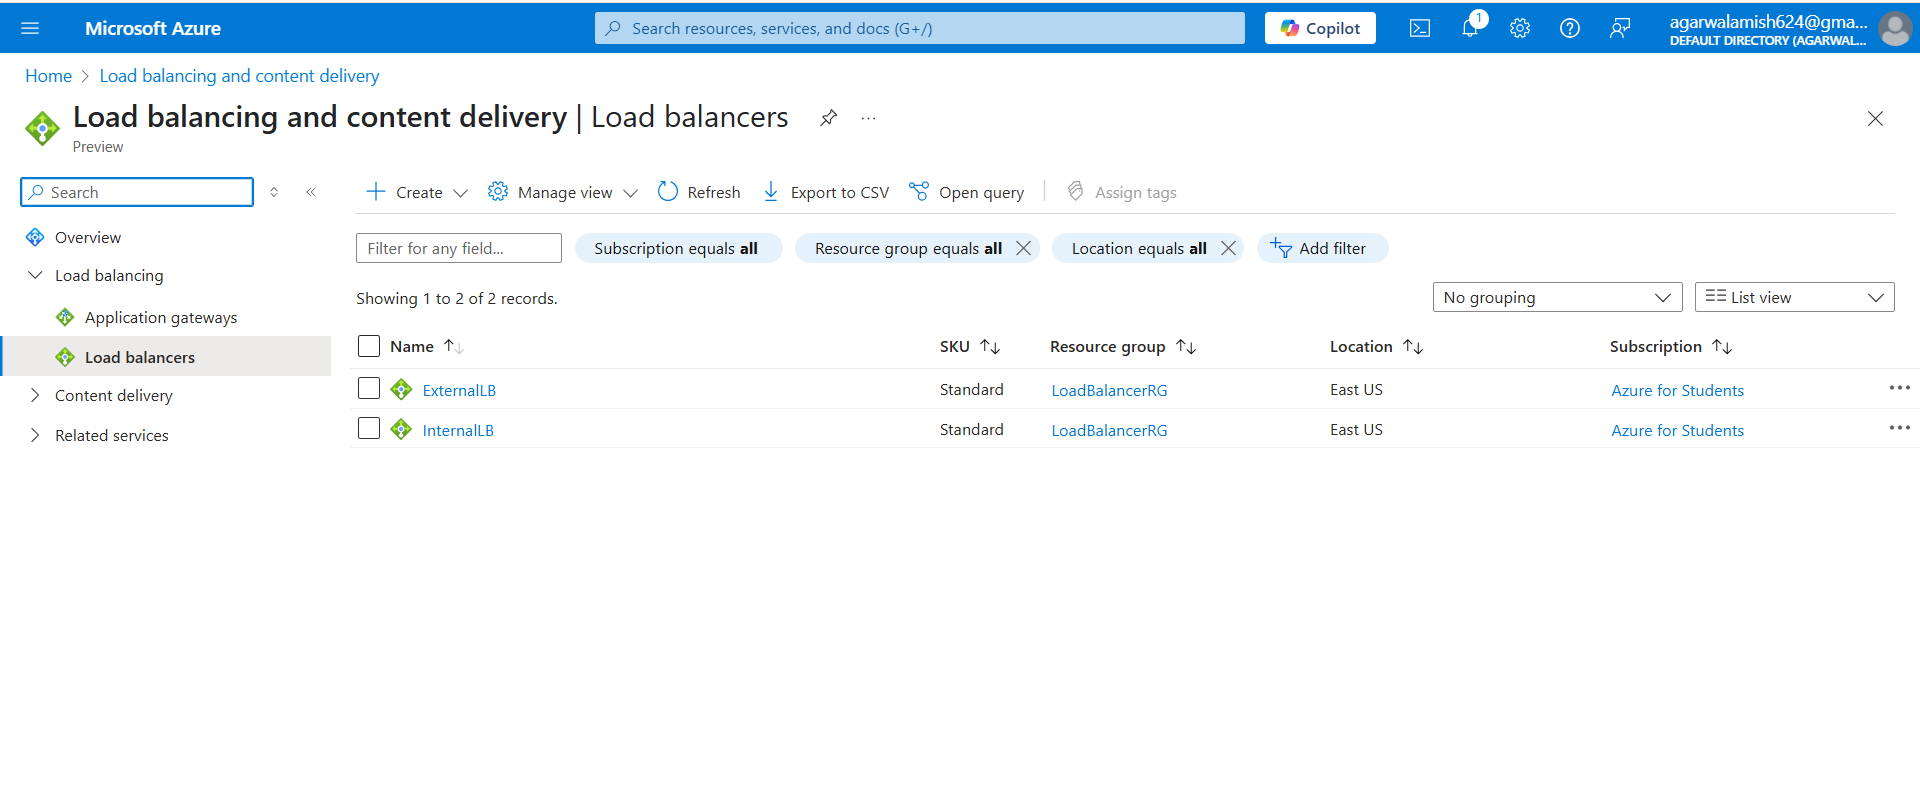 Microsoft Azure
Search resources, services, and docs (G+/)
Copilot
1
agarwalamish624@gma...
DEFAULT DIRECTORY (AGARWAL...
Home > Load balancing and content delivery
Load balancing and content delivery | Load balancers
...
Preview
Search
Create
Manage view
Refresh
Export to CSV
Open query
Assign tags
Overview
Load balancing
Application gateways
Load balancers
Content delivery
Related services
Filter for any field...
Subscription equals all
Resource group equals all
Location equals all
Add filter
Showing 1 to 2 of 2 records.
No grouping
List view
Name SKU Resource group Location Subscription
ExternalLB Standard LoadBalancerRG East US Azure for Students
InternalLB Standard LoadBalancerRG East US Azure for Students